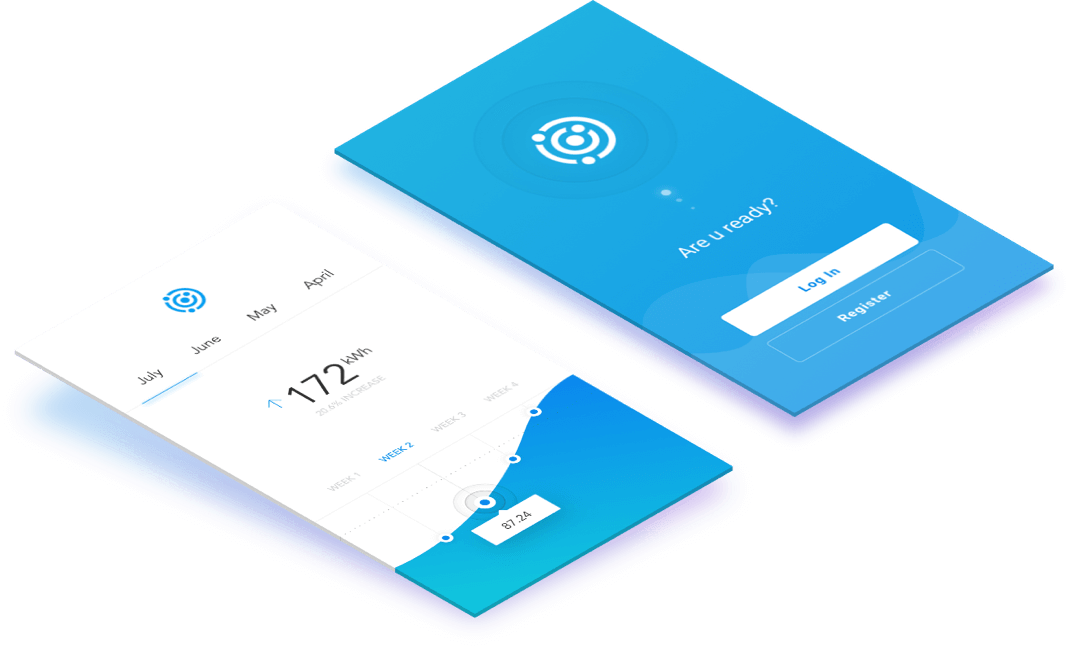 Are u ready?
Log In
Register
July June May April
172 kWh
20.6% INCREASE
WEEK 1 WEEK 2 WEEK 3 WEEK 4
87.24